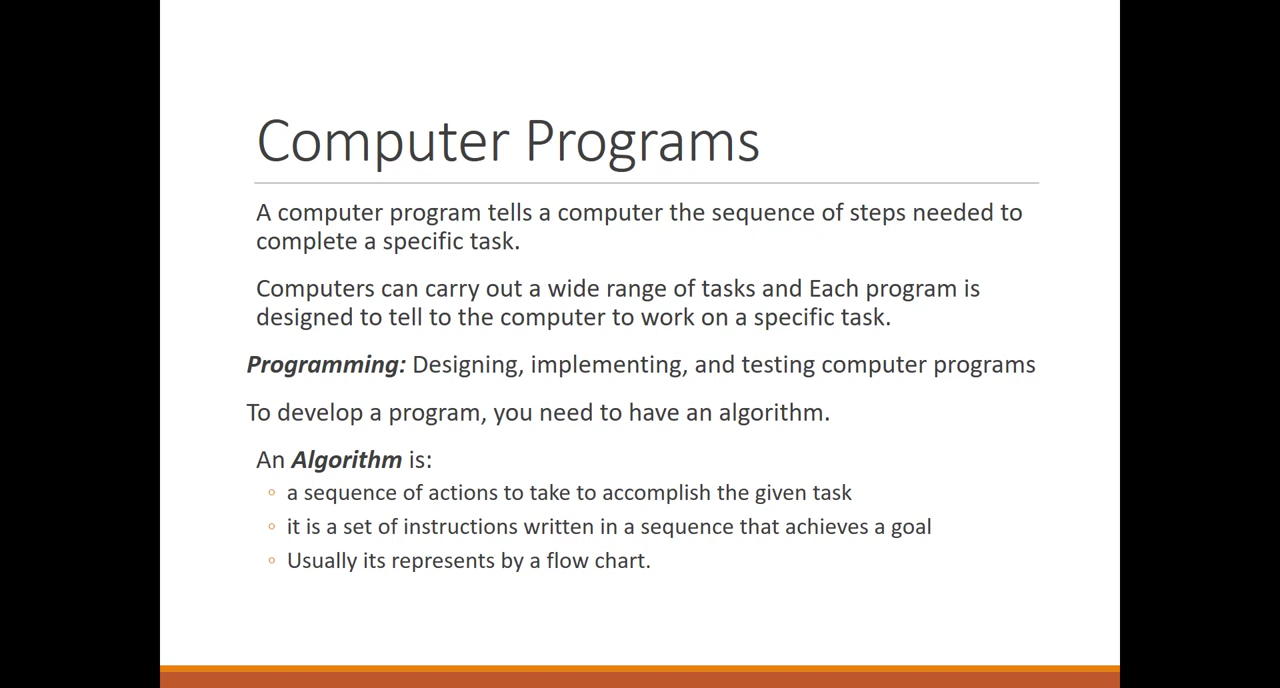 Computer Programs
A computer program tells a computer the sequence of steps needed to
complete a specific task.
Computers can carry out a wide range of tasks and Each program is
designed to tell to the computer to work on a specific task.
Programming: Designing, implementing, and testing computer programs
To develop a program, you need to have an algorithm.
An Algorithm is:
◦ a sequence of actions to take to accomplish the given task
◦ it is a set of instructions written in a sequence that achieves a goal
◦ Usually its represents by a flow chart.